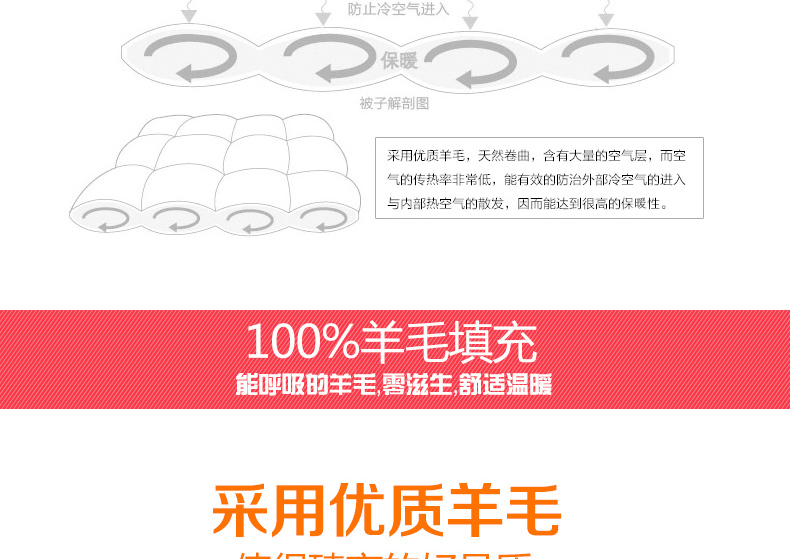 防止冷空气进入
保暖
被子解剖图
采用优质羊毛，天然卷曲，含有大量的空气层，而空
气的传热率非常低，能有效的防治外部冷空气的进入
与内部热空气的散发，因而能达到很高的保暖性。
100%羊毛填充
能呼吸的羊毛,零滋生,舒适温暖
采用优质羊毛